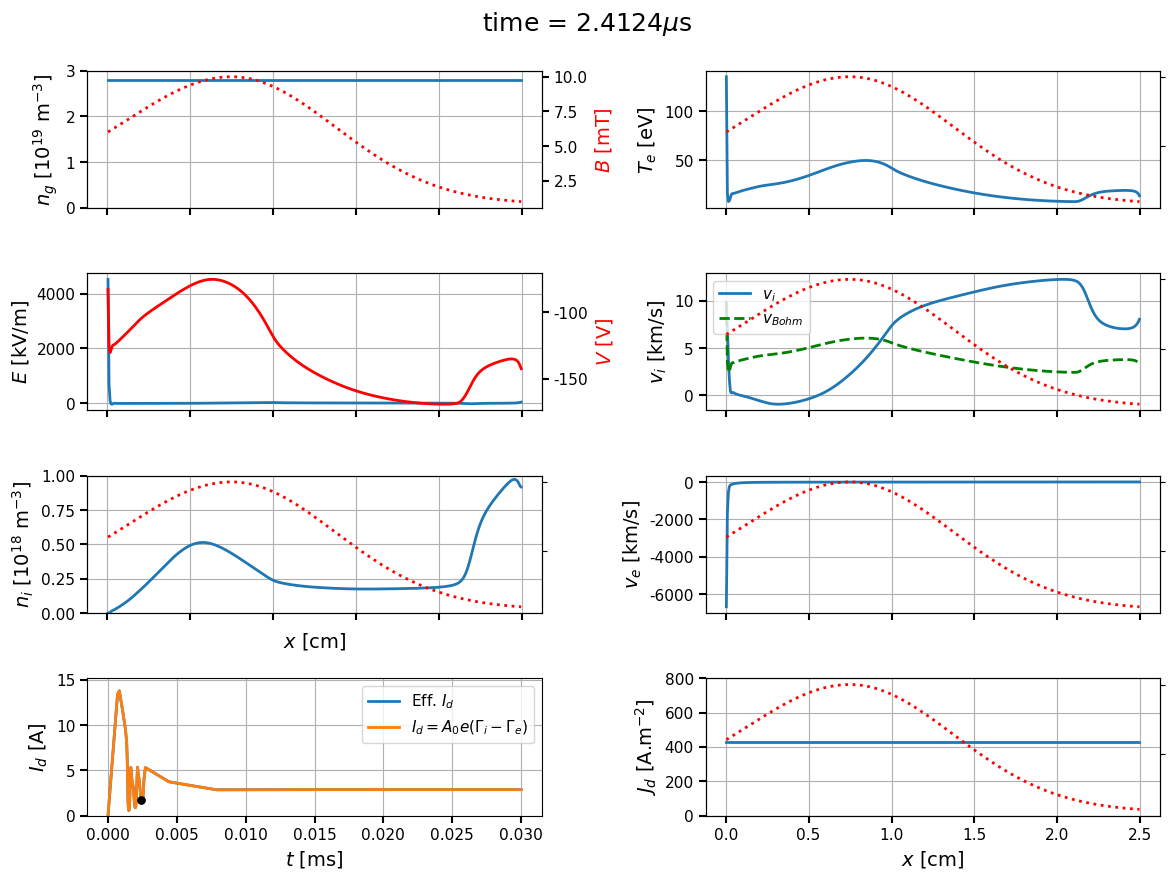 time = 2.4124μs
n_g [10^19 m^-3]
3
2
1
0
10.0
7.5
5.0
2.5
B [mT]
T_e [eV]
100
50
E [kV/m]
4000
2000
0
-100
-150
V [V]
v_i [km/s]
10
5
0
v_i
v_Bohm
n_i [10^18 m^-3]
1.00
0.75
0.50
0.25
0.00
x [cm]
v_e [km/s]
0
-2000
-4000
-6000
I_d [A]
15
10
5
0
Eff. I_d
I_d = A_0e(Γ_i − Γ_e)
0.000 0.005 0.010 0.015 0.020 0.025 0.030
t [ms]
J_d [A.m^-2]
800
600
400
200
0
0.0 0.5 1.0 1.5 2.0 2.5
x [cm]